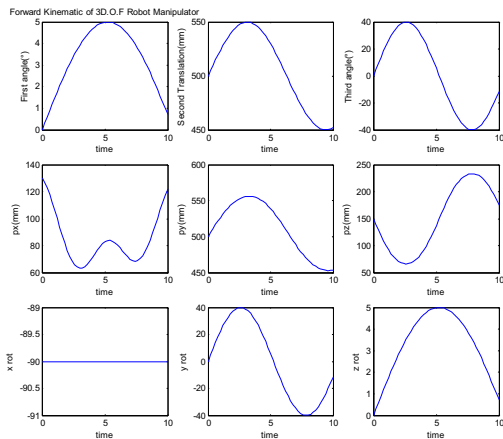 Forward Kinematic of 3D.O.F Robot Manipulator
First angle(°)
5
4
3
2
1
0
0 5 10
time
Second Translation(mm)
550
500
450
0 5 10
time
Third angle(°)
40
20
0
-20
-40
0 5 10
time
px(mm)
140
120
100
80
60
0 5 10
time
py(mm)
600
550
500
450
0 5 10
time
pz(mm)
250
200
150
100
50
0 5 10
time
x rot
-89
-89.5
-90
-90.5
-91
0 5 10
time
y rot
40
20
0
-20
-40
0 5 10
time
z rot
5
4
3
2
1
0
0 5 10
time